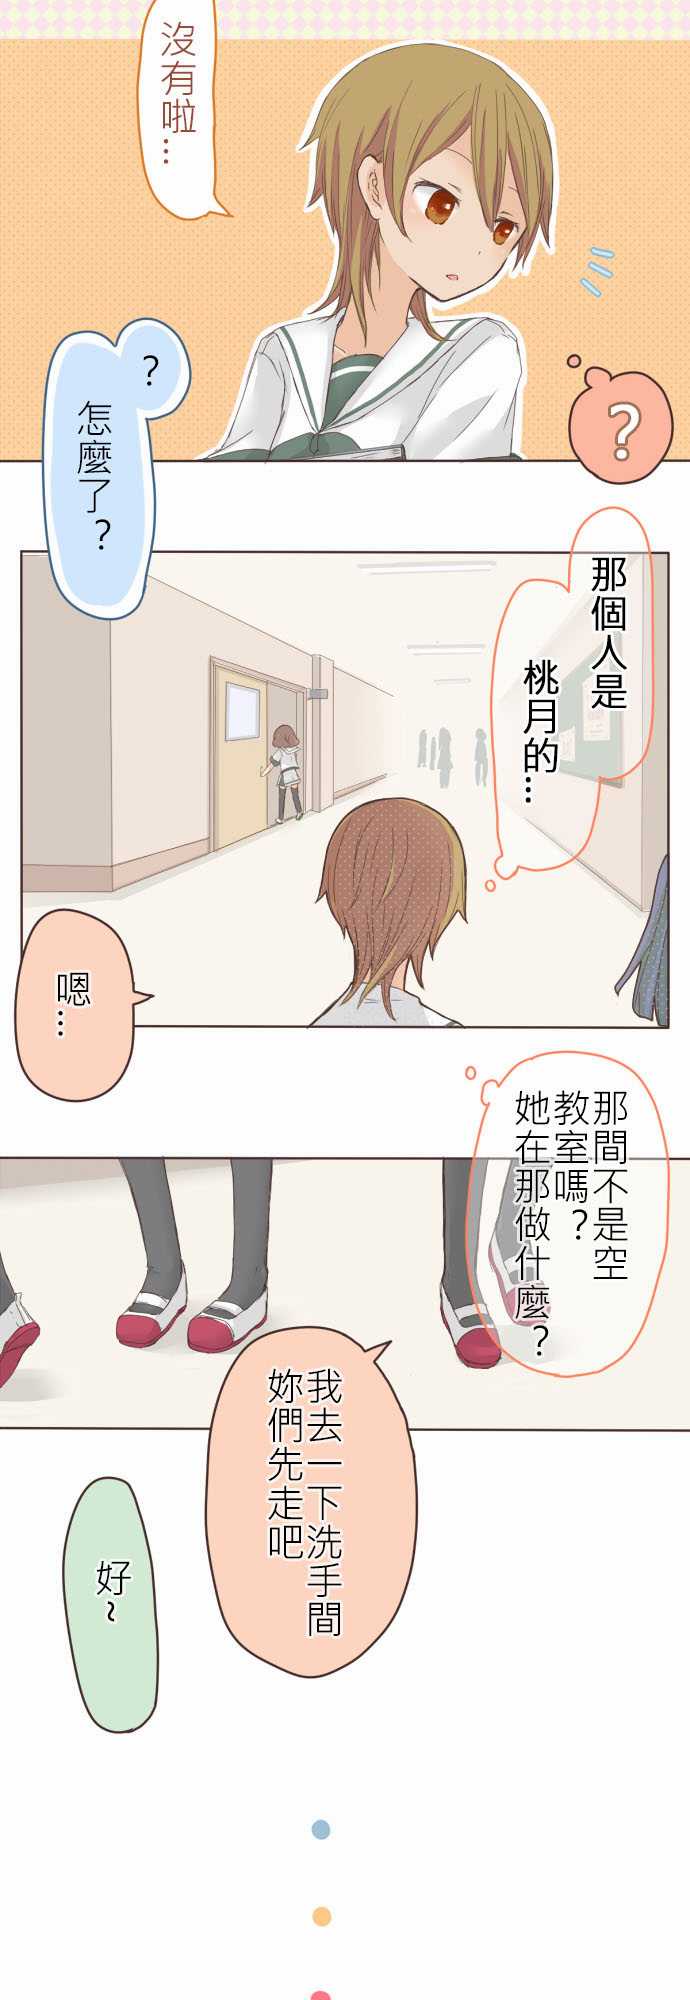 沒有啦…
？
？
怎麼了？
那個人是
桃月的…
嗯…
那間不是空
教室嗎？
她在那做什麼？
我去一下洗手間
妳們先走吧
好~